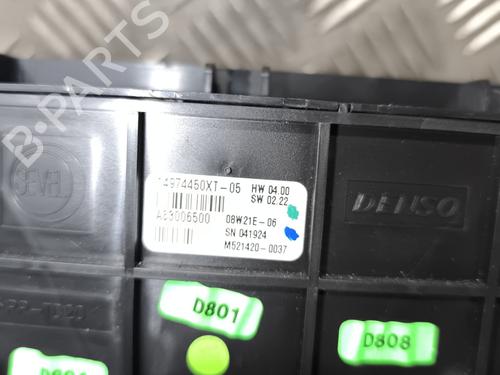 B-PARTS
SEVEL
14974450XT-05 HW 04.00
SW 02.22
A83006500 08W21E-06
SN 041924
M521420-0037
DENSO
D801
D808